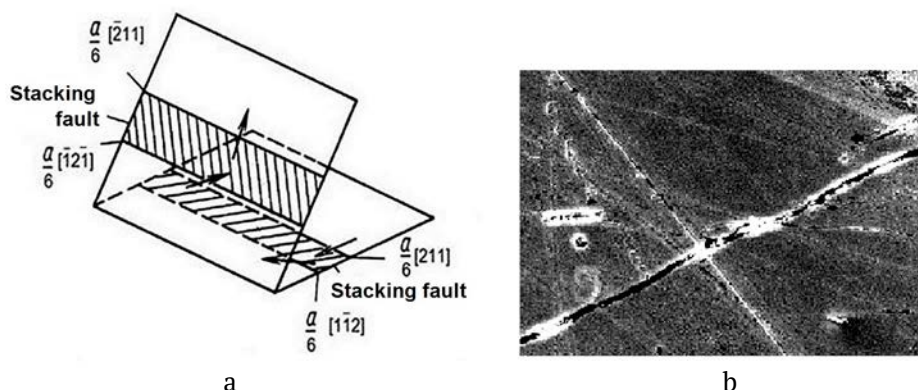 a/6 [2̄11]
Stacking
fault
a/6 [1̄21̄]
a/6 [211]
Stacking fault
a/6 [11̄2]
a
b